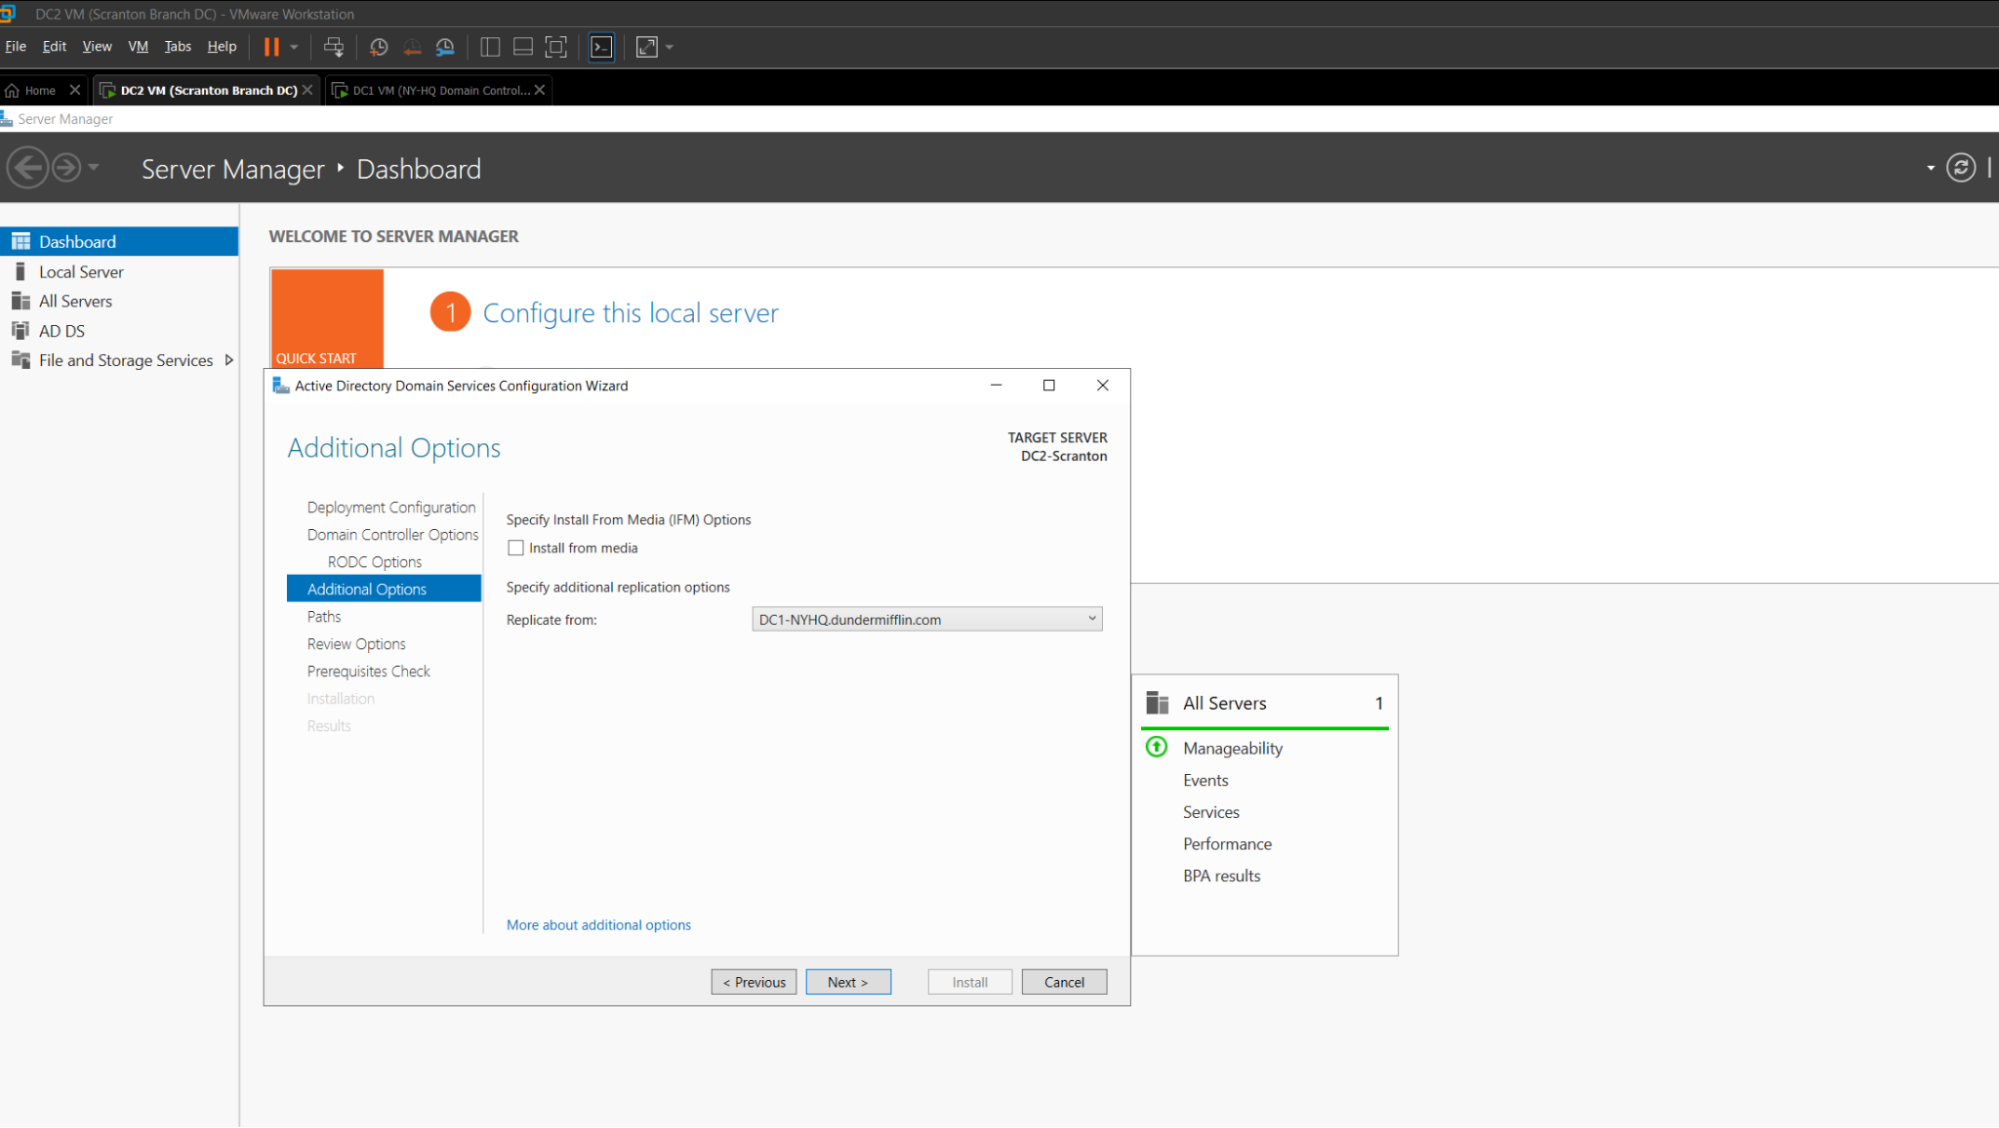 DC2 VM (Scranton Branch DC) - VMware Workstation
File Edit View VM Tabs Help
Home DC2 VM (Scranton Branch DC) DC1 VM (NY-HQ Domain Control...
Server Manager
Server Manager Dashboard
Dashboard
Local Server
All Servers
AD DS
File and Storage Services
WELCOME TO SERVER MANAGER
QUICK START
1 Configure this local server
Active Directory Domain Services Configuration Wizard
Additional Options
TARGET SERVER
DC2-Scranton
Deployment Configuration
Domain Controller Options
RODC Options
Additional Options
Paths
Review Options
Prerequisites Check
Installation
Results
Specify Install From Media (IFM) Options
Install from media
Specify additional replication options
Replicate from: DC1-NYHQ.dundermifflin.com
More about additional options
< Previous Next > Install Cancel
All Servers 1
Manageability
Events
Services
Performance
BPA results